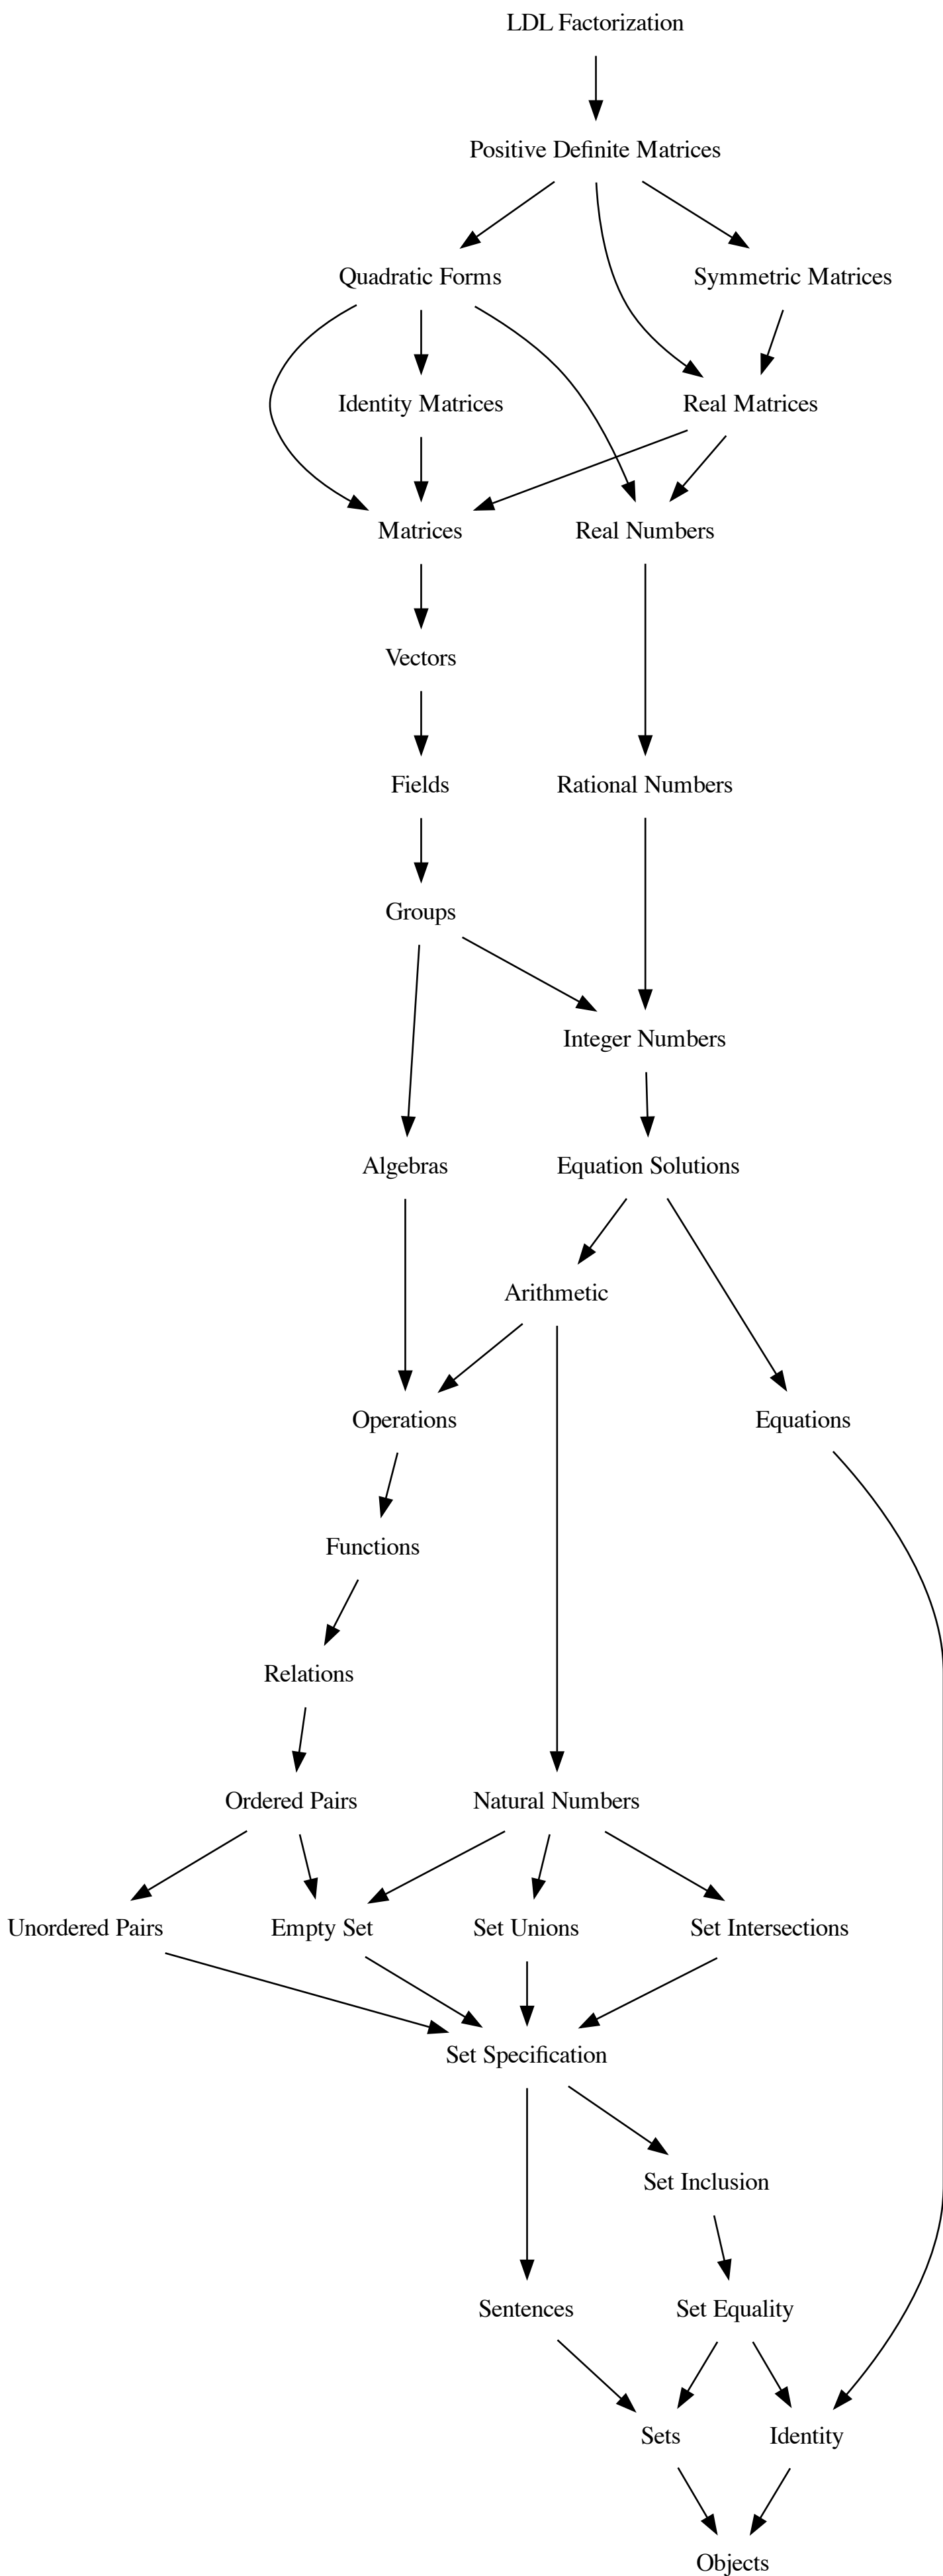 LDL Factorization
Positive Definite Matrices
Quadratic Forms
Symmetric Matrices
Identity Matrices
Real Matrices
Matrices
Real Numbers
Vectors
Fields
Rational Numbers
Groups
Integer Numbers
Algebras
Equation Solutions
Arithmetic
Operations
Equations
Functions
Relations
Ordered Pairs
Natural Numbers
Unordered Pairs
Empty Set
Set Unions
Set Intersections
Set Specification
Set Inclusion
Sentences
Set Equality
Sets
Identity
Objects